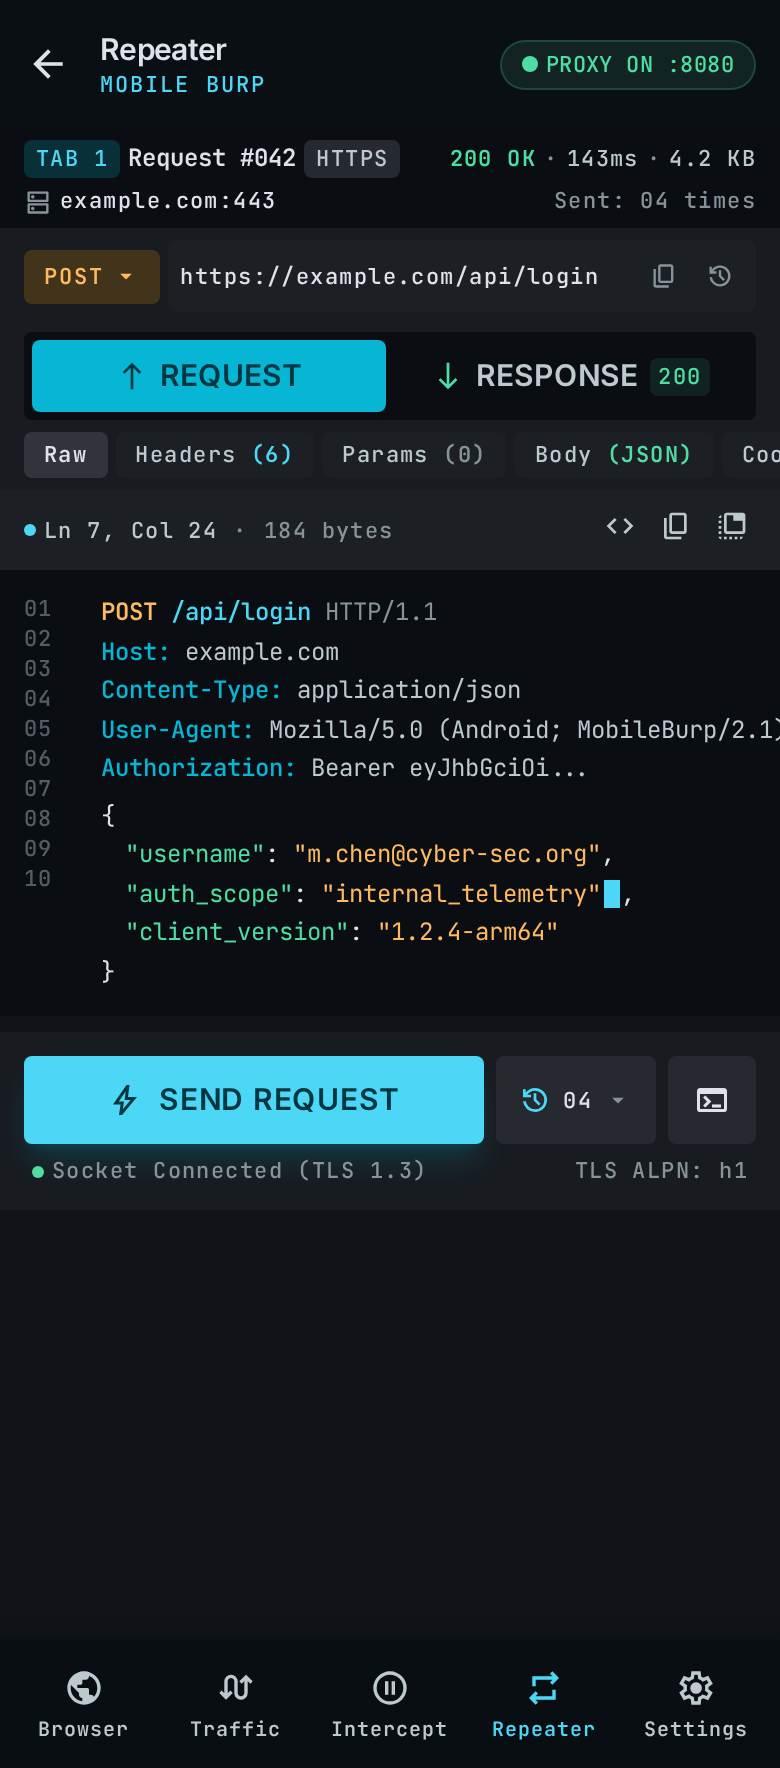 Repeater
MOBILE BURP
PROXY ON :8080
TAB 1 Request #042 HTTPS 200 OK · 143ms · 4.2 KB
example.com:443 Sent: 04 times
POST https://example.com/api/login
REQUEST RESPONSE 200
Raw Headers (6) Params (0) Body (JSON) Coo
Ln 7, Col 24 · 184 bytes
01 POST /api/login HTTP/1.1
02 Host: example.com
03 Content-Type: application/json
04 User-Agent: Mozilla/5.0 (Android; MobileBurp/2.1)
05 Authorization: Bearer eyJhbGciOi...
06 {
07 "username": "m.chen@cyber-sec.org",
08 "auth_scope": "internal_telemetry",
09 "client_version": "1.2.4-arm64"
10 }
SEND REQUEST 04
Socket Connected (TLS 1.3) TLS ALPN: h1
Browser Traffic Intercept Repeater Settings